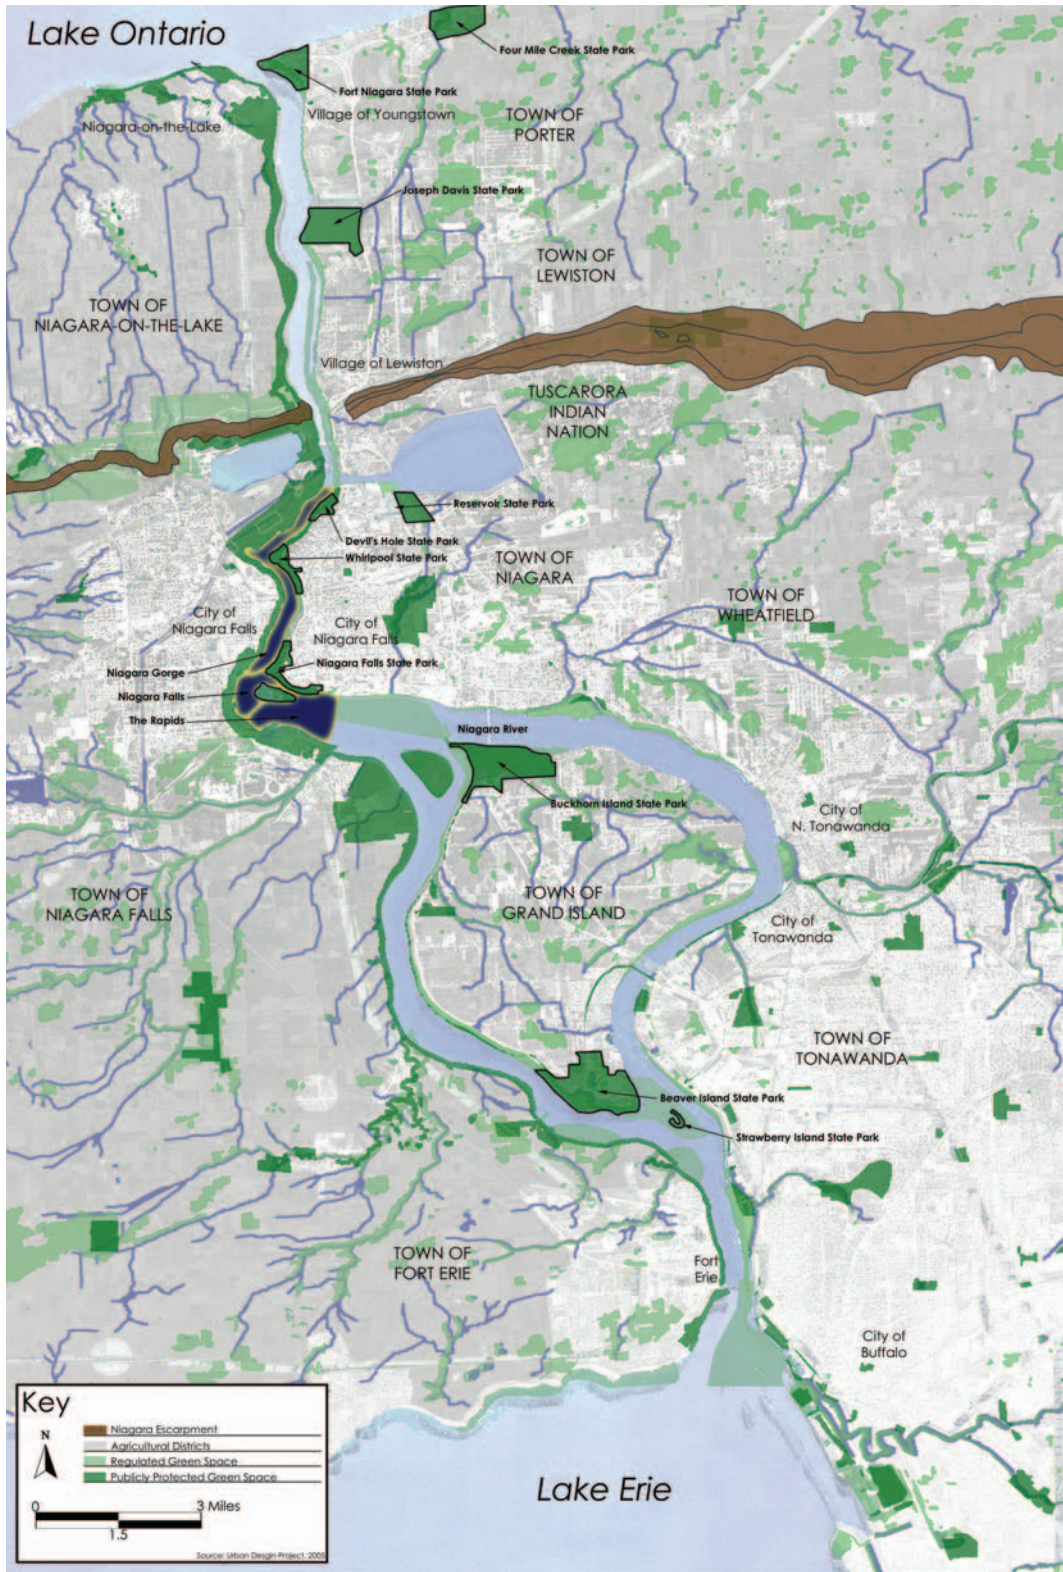 Lake Ontario
Four Mile Creek State Park
Fort Niagara State Park
Village of Youngstown
TOWN OF
PORTER
Niagara-on-the-Lake
Joseph Davis State Park
TOWN OF
LEWISTON
TOWN OF
NIAGARA-ON-THE-LAKE
Village of Lewiston
TUSCARORA
INDIAN
NATION
Reservoir State Park
Devil's Hole State Park
Whirlpool State Park
TOWN OF
NIAGARA
TOWN OF
WHEATFIELD
City of
Niagara Falls
City of
Niagara Falls
Niagara Gorge
Niagara Falls State Park
Niagara Falls
The Rapids
Niagara River
Buckhorn Island State Park
City of
N. Tonawanda
TOWN OF
NIAGARA FALLS
TOWN OF
GRAND ISLAND
City of
Tonawanda
TOWN OF
TONAWANDA
Beaver Island State Park
Strawberry Island State Park
TOWN OF
FORT ERIE
Fort
Erie
City of
Buffalo
Lake Erie
Key
Niagara Escarpment
N
Agricultural Districts
Regulated Green Space
Publicly Protected Green Space
0
3 Miles
1.5
Source: Urban Desgin Project, 2005